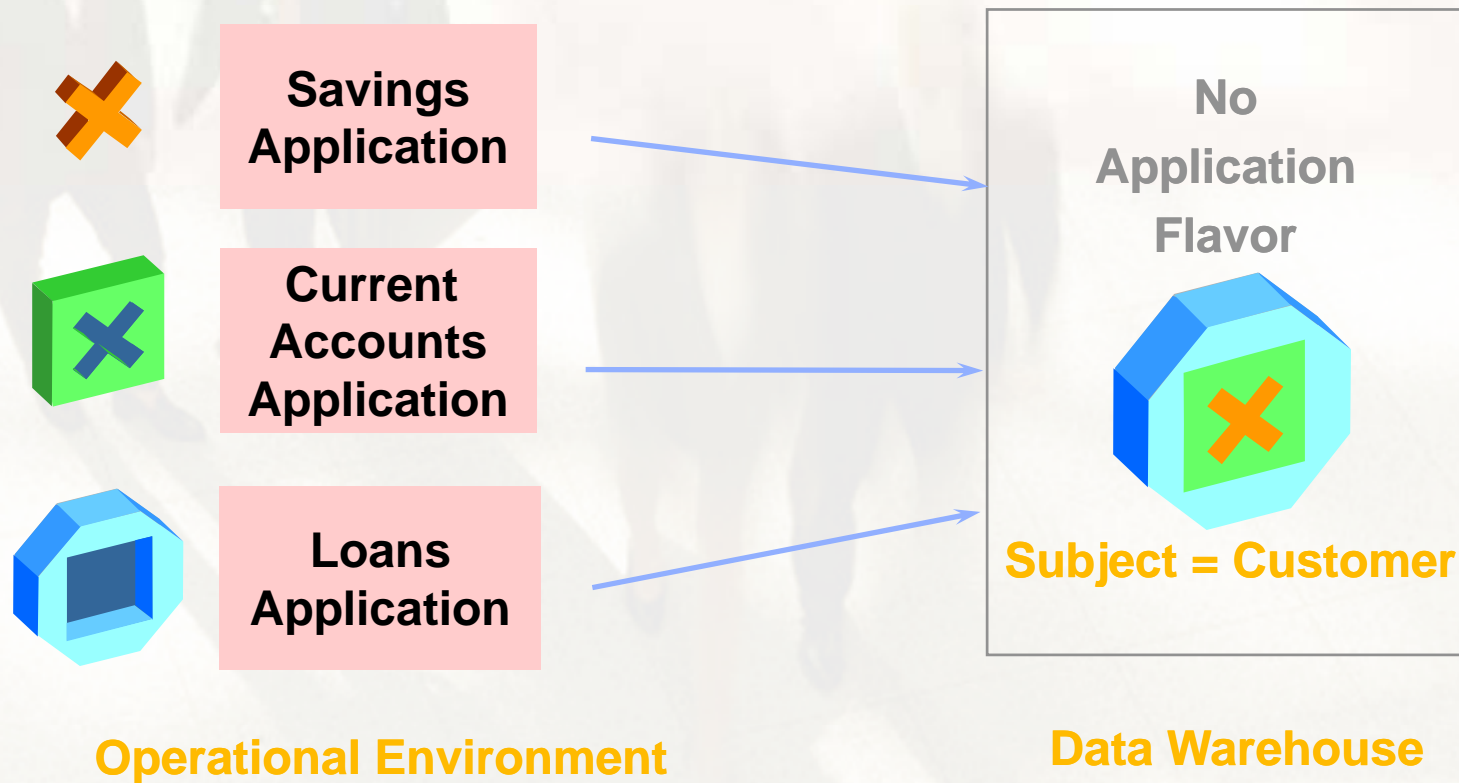 Savings
Application
Current
Accounts
Application
Loans
Application
Operational Environment
No
Application
Flavor
Subject = Customer
Data Warehouse